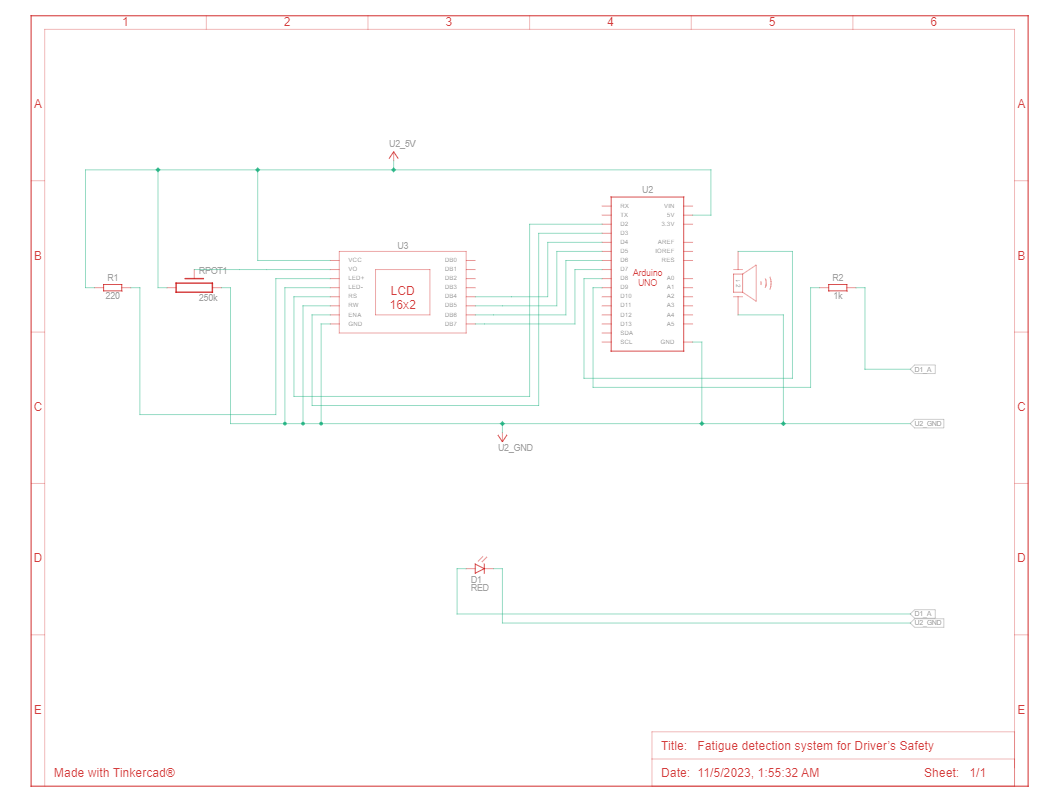 1 2 3 4 5 6
A A
U2_5V
B B
U2
RX VIN
TX 5V
D2 3.3V
D3
D4 AREF
D5 IOREF
D6 RES
D7
D8 A0
D9 A1
D10 A2
D11 A3
D12 A4
D13 A5
SDA
SCL GND
Arduino
UNO
U3
VCC DB0
VO DB1
LED+ DB2
LED- DB3
RS DB4
RW DB5
ENA DB6
GND DB7
LCD
16x2
R1
220
RPOT1
250k
1 2
R2
1k
D1_A
C C
U2_GND
U2_GND
D D
D1
RED
D1_A
U2_GND
E E
Title: Fatigue detection system for Driver's Safety
Made with Tinkercad®
Date: 11/5/2023, 1:55:32 AM Sheet: 1/1